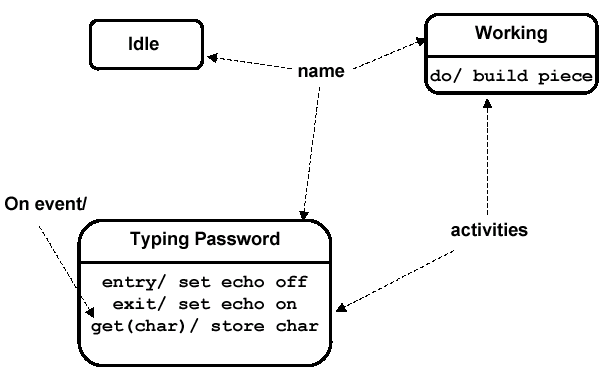 Idle
Working
name
do/ build piece
On event/
activities
Typing Password
entry/ set echo off
exit/ set echo on
get(char)/ store char